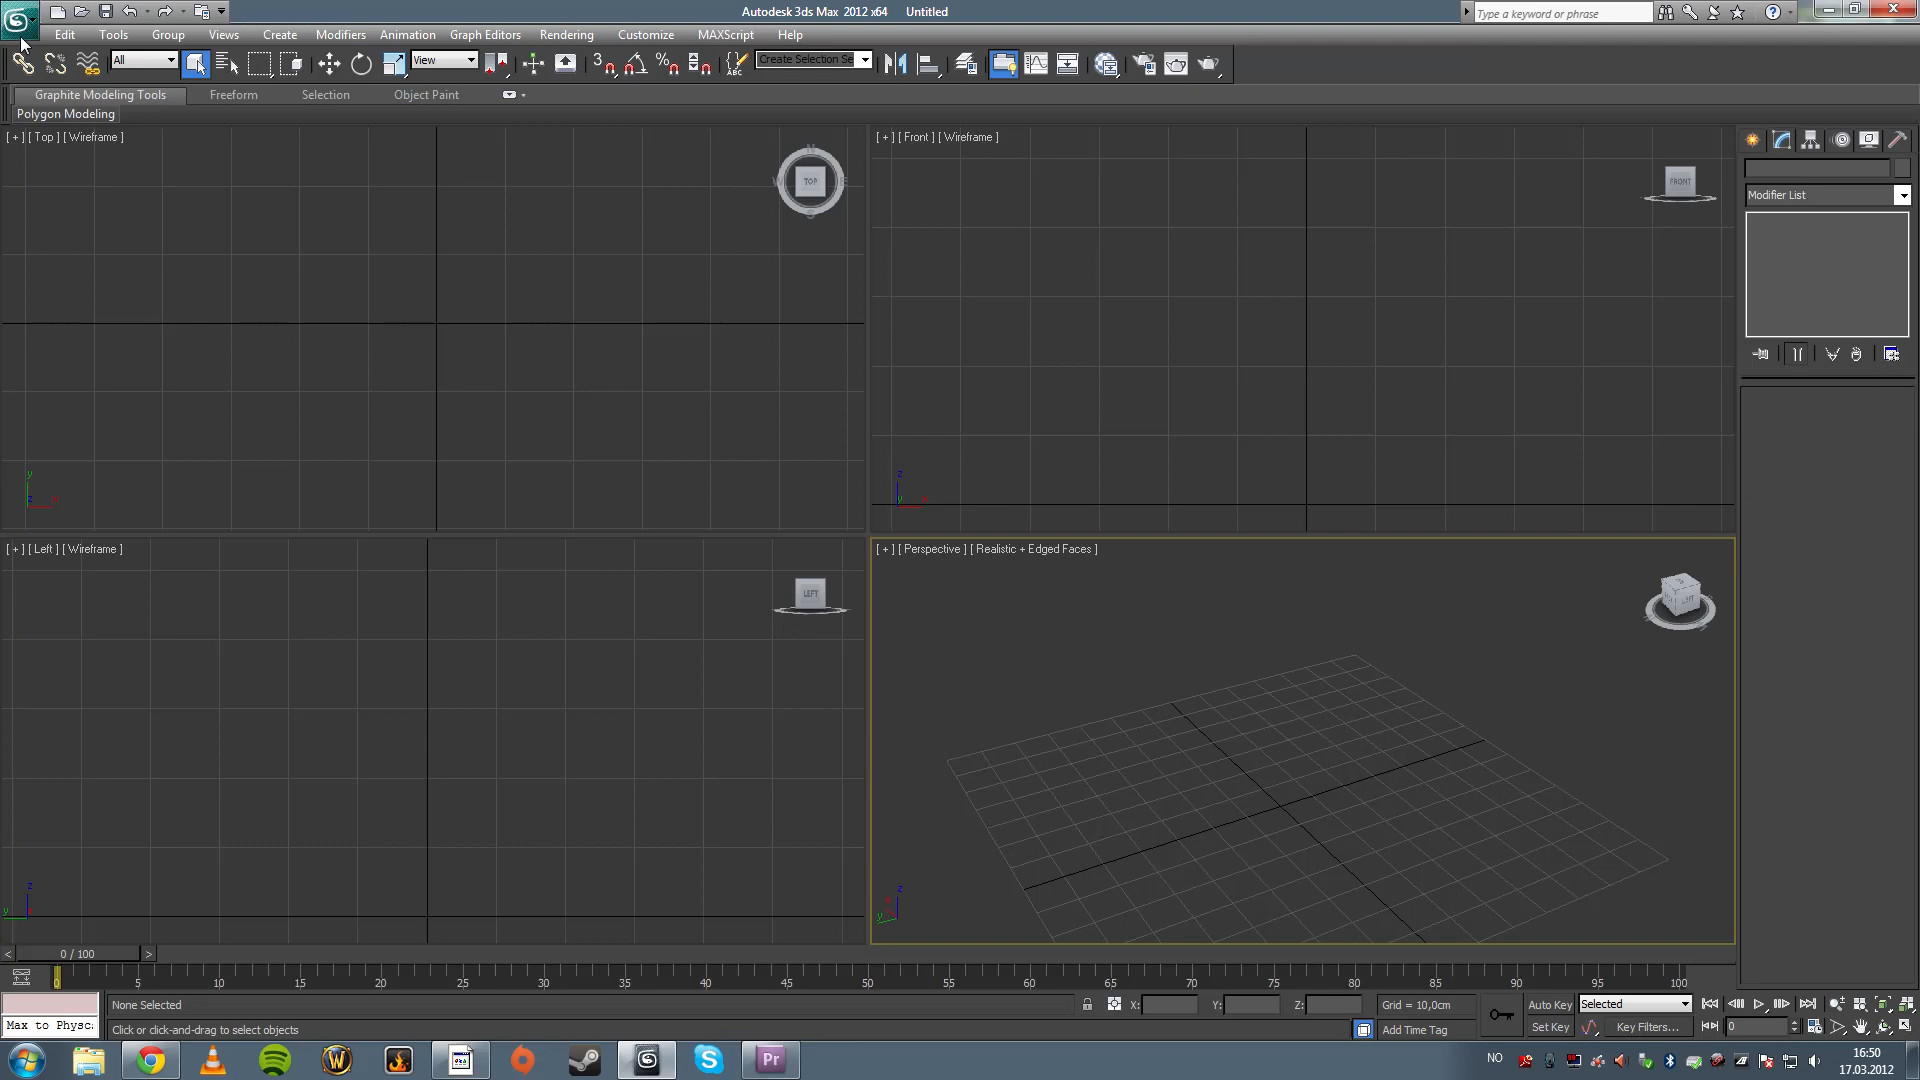 Autodesk 3ds Max 2012 x64 Untitled
Type a keyword or phrase
Edit Tools Group Views Create Modifiers Animation Graph Editors Rendering Customize MAXScript Help
All View Create Selection Se
Graphite Modeling Tools Freeform Selection Object Paint
Polygon Modeling
[ + ] [ Top ] [ Wireframe ]
TOP
[ + ] [ Front ] [ Wireframe ]
FRONT
Modifier List
[ + ] [ Left ] [ Wireframe ]
LEFT
[ + ] [ Perspective ] [ Realistic + Edged Faces ]
LEFT
< 0 / 100 >
0 5 10 15 20 25 30 35 40 45 50 55 60 65 70 75 80 85 90 95 100
None Selected X: Y: Z: Grid = 10,0cm Auto Key Selected
Max to Physc: Click or click-and-drag to select objects Add Time Tag Set Key Key Filters... 0
Pr NO 16:50
17.03.2012